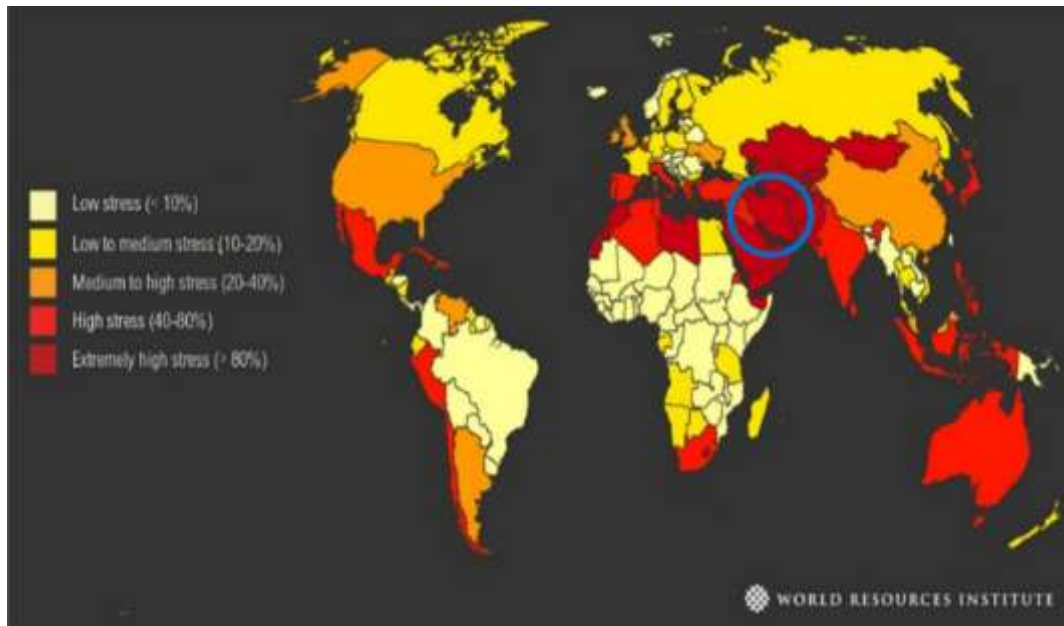 Low stress (< 10%)
Low to medium stress (10-20%)
Medium to high stress (20-40%)
High stress (40-80%)
Extremely high stress (> 80%)
WORLD RESOURCES INSTITUTE